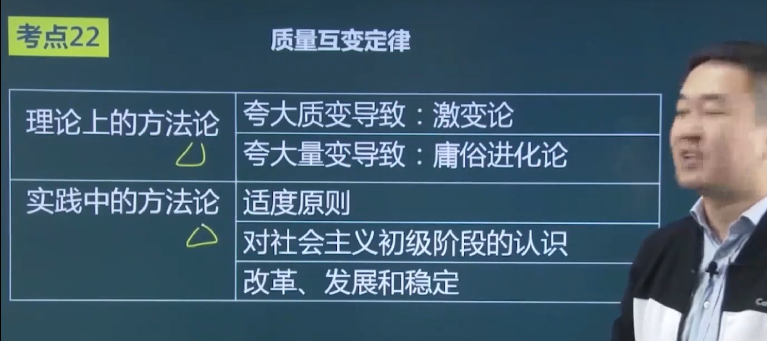 考点22
质量互变定律
理论上的方法论
夸大质变导致：激变论
夸大量变导致：庸俗进化论
实践中的方法论
适度原则
对社会主义初级阶段的认识
改革、发展和稳定